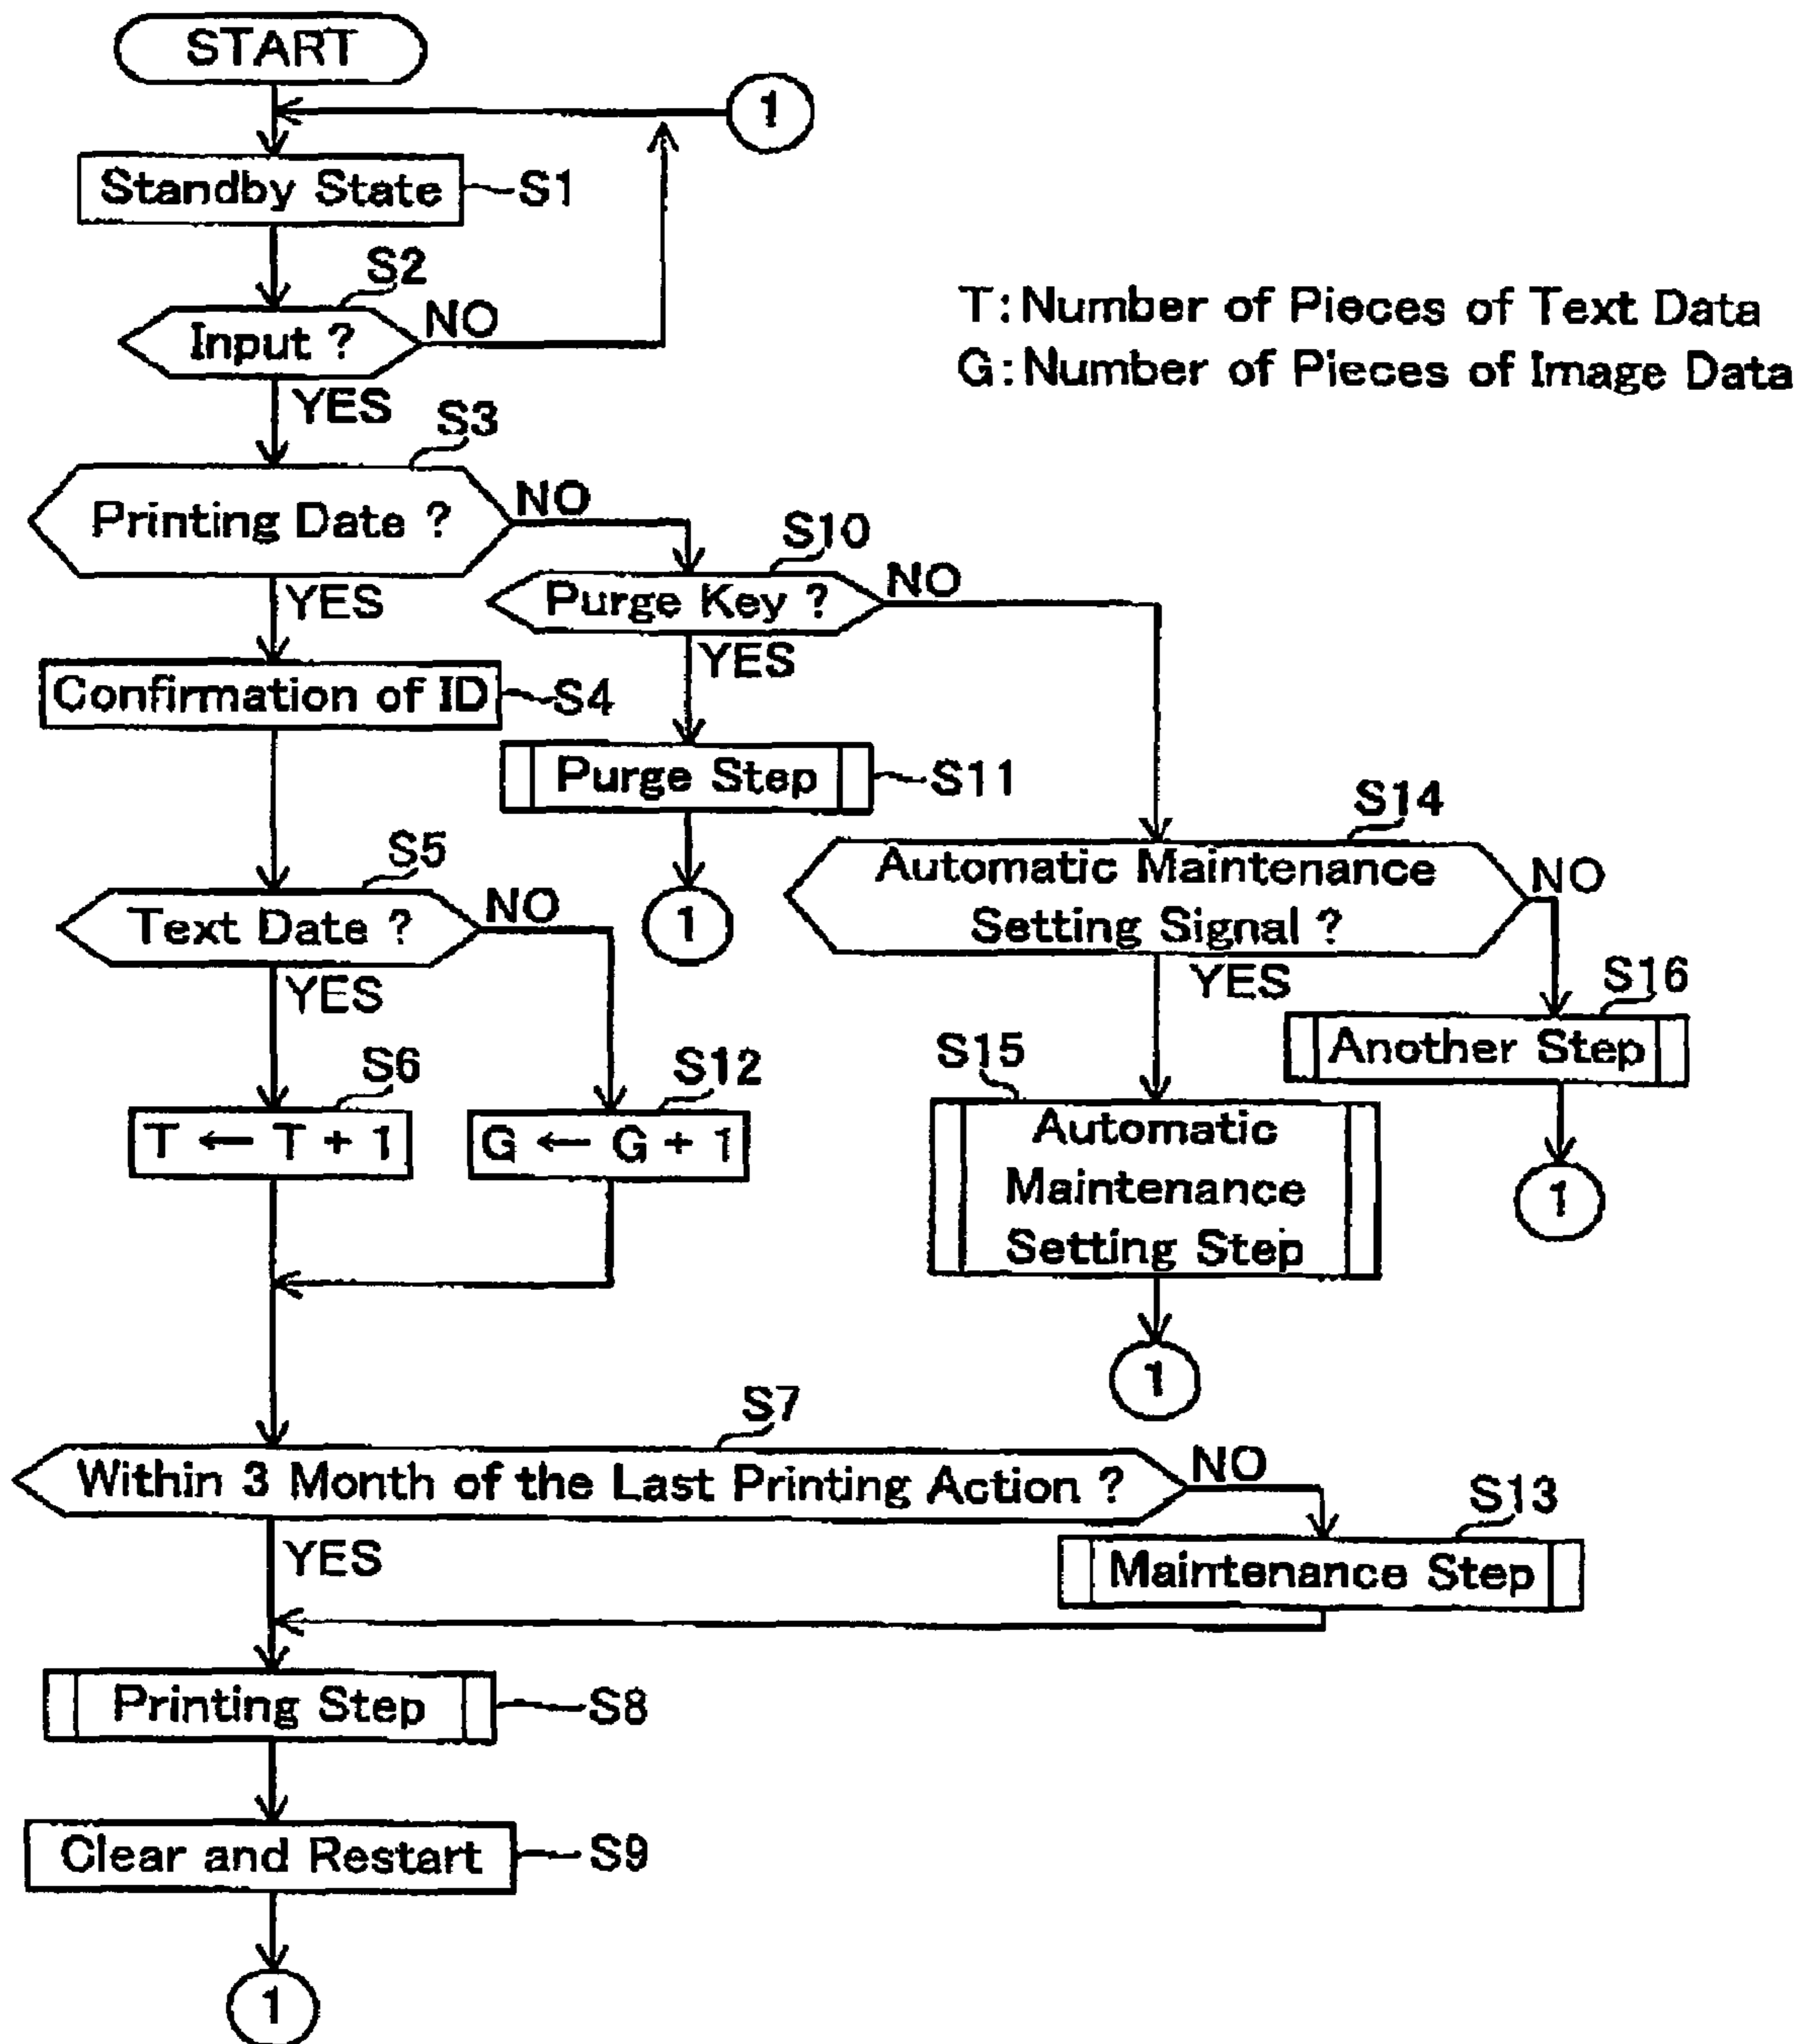 START
1
Standby State
S1
S2
Input ?
NO
YES
T: Number of Pieces of Text Data
G: Number of Pieces of Image Data
S3
Printing Date ?
NO
YES
S10
Purge Key ?
NO
YES
Confirmation of ID
S4
Purge Step
S11
1
S14
Automatic Maintenance
Setting Signal ?
NO
YES
S5
Text Date ?
NO
YES
S16
Another Step
1
S15
Automatic
Maintenance
Setting Step
1
S6
T ← T + 1
S12
G ← G + 1
S7
Within 3 Month of the Last Printing Action ?
NO
YES
S13
Maintenance Step
Printing Step
S8
Clear and Restart
S9
1